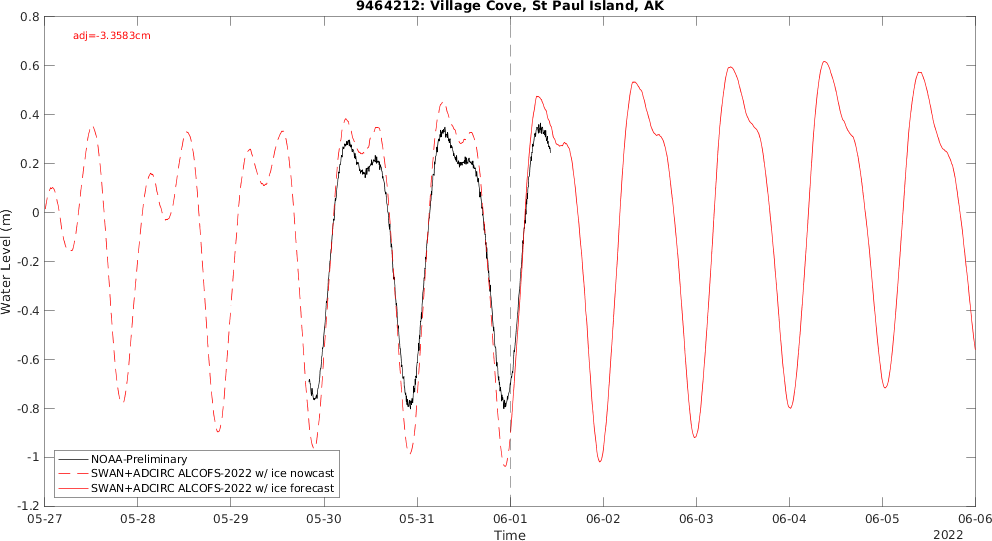 9464212: Village Cove, St Paul Island, AK
adj=-3.3583cm
0.8
0.6
0.4
0.2
0
-0.2
-0.4
-0.6
-0.8
-1
-1.2
Water Level (m)
NOAA-Preliminary
SWAN+ADCIRC ALCOFS-2022 w/ ice nowcast
SWAN+ADCIRC ALCOFS-2022 w/ ice forecast
05-27 05-28 05-29 05-30 05-31 06-01 06-02 06-03 06-04 06-05 06-06
Time
2022